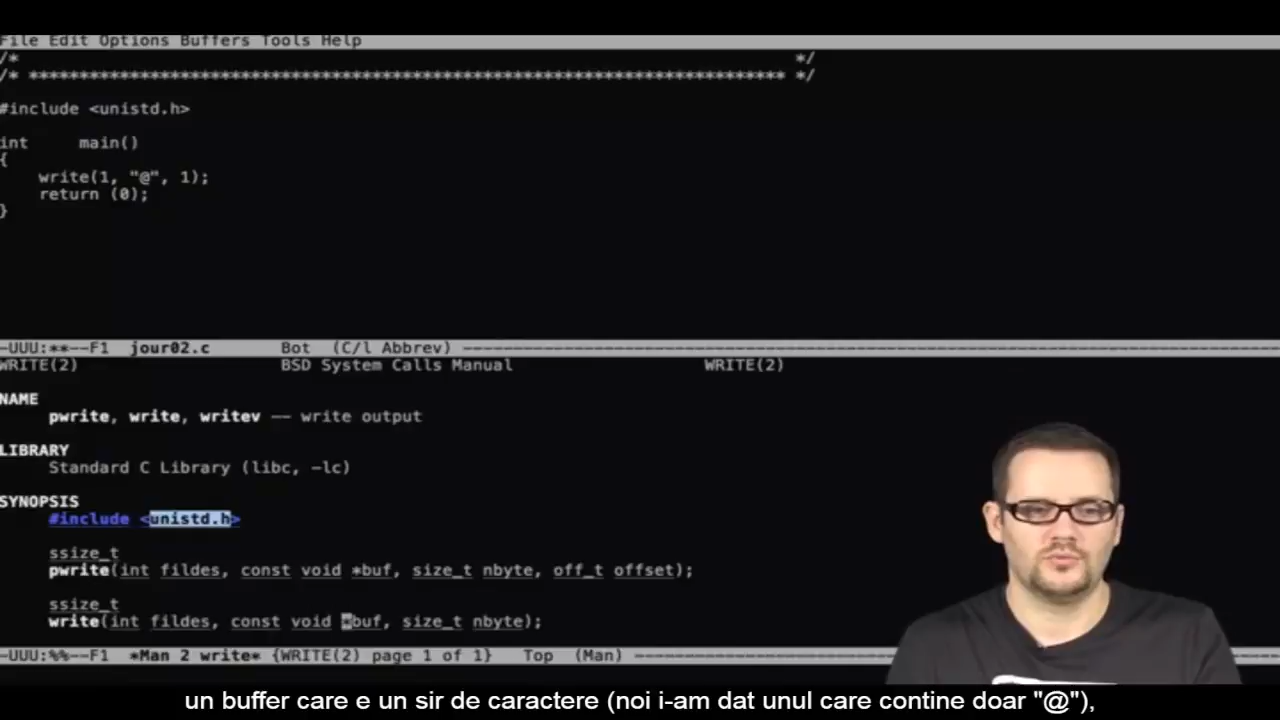 File Edit Options Buffers Tools Help
/* */
/* ***************************************************************************** */
#include <unistd.h>
int main()
{
write(1, "@", 1);
return (0);
}
-UUU:**--F1 jour02.c Bot (C/l Abbrev) ----------------------------------------------------------------------------------
WRITE(2) BSD System Calls Manual WRITE(2)
NAME
pwrite, write, writev -- write output
LIBRARY
Standard C Library (libc, -lc)
SYNOPSIS
#include <unistd.h>
ssize_t
pwrite(int fildes, const void *buf, size_t nbyte, off_t offset);
ssize_t
write(int fildes, const void *buf, size_t nbyte);
-UUU:%%--F1 *Man 2 write* {WRITE(2) page 1 of 1} Top (Man) ----------------------------------------------------------------
un buffer care e un sir de caractere (noi i-am dat unul care contine doar "@"),